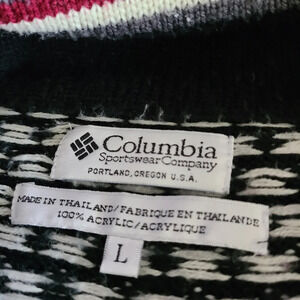 Columbia
Sportswear Company
PORTLAND, OREGON U.S.A.
MADE IN THAILAND/FABRIQUE EN THAILANDE
100% ACRYLIC/ACRYLIQUE
L